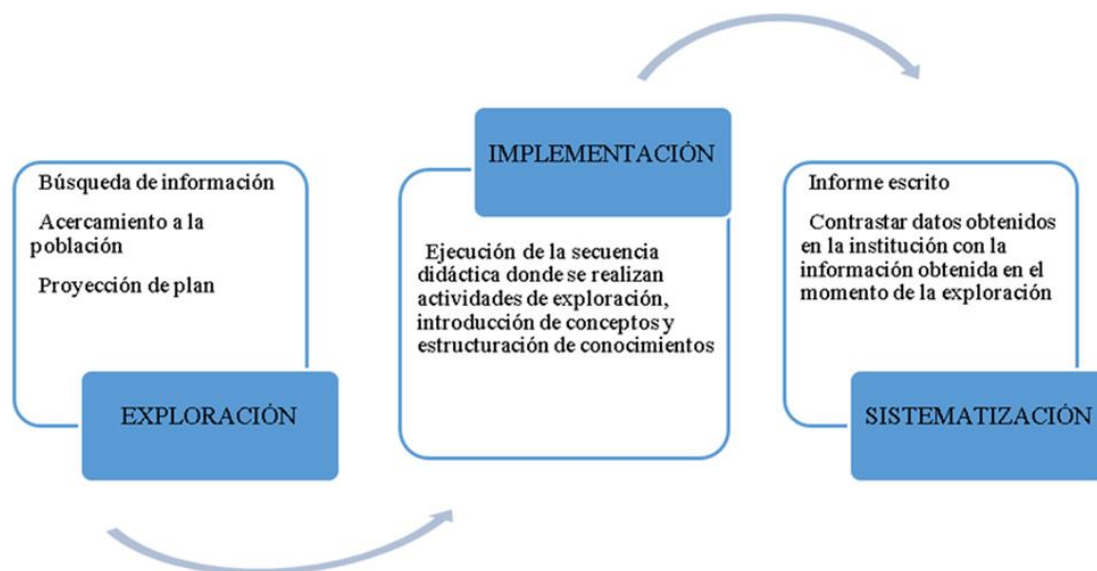 Búsqueda de información
Acercamiento a la
población
Proyección de plan
EXPLORACIÓN
IMPLEMENTACIÓN
Ejecución de la secuencia
didáctica donde se realizan
actividades de exploración,
introducción de conceptos y
estructuración de conocimientos
Informe escrito
Contrastar datos obtenidos
en la institución con la
información obtenida en el
momento de la exploración
SISTEMATIZACIÓN